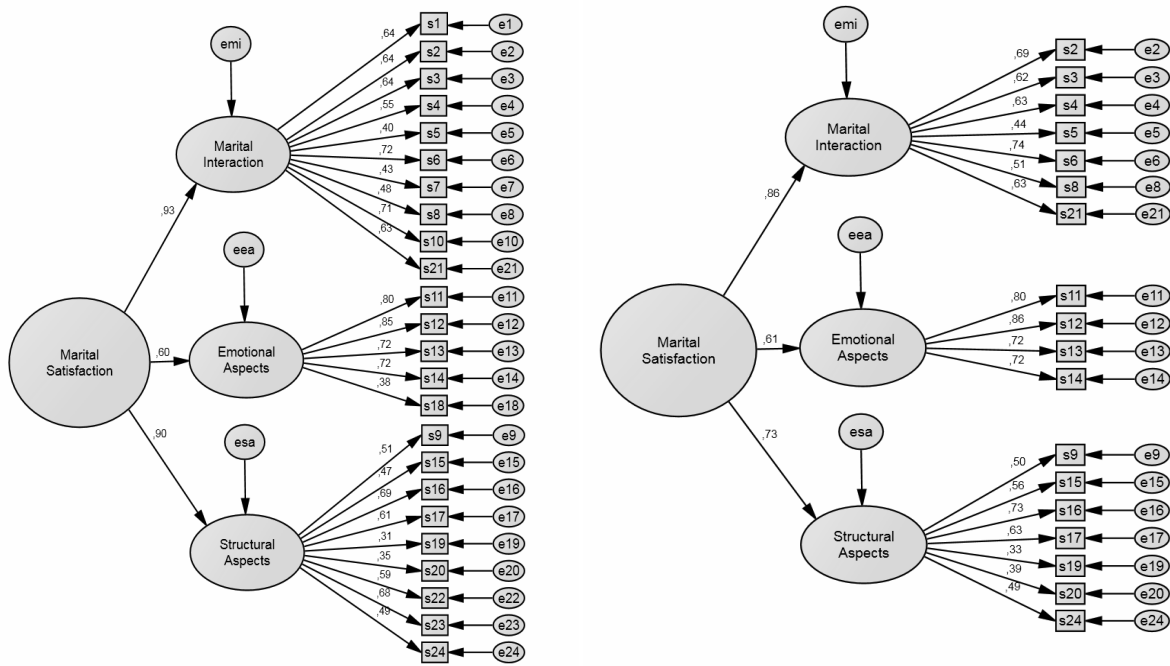 emi
Marital
Interaction
,64
,64
,64
,55
,40
,72
,43
,48
,71
,63
s1 e1
s2 e2
s3 e3
s4 e4
s5 e5
s6 e6
s7 e7
s8 e8
s10 e10
s21 e21
,93
eea
Marital
Satisfaction
,60
Emotional
Aspects
,80
,85
,72
,72
,38
s11 e11
s12 e12
s13 e13
s14 e14
s18 e18
,90
esa
Structural
Aspects
,51
,47
,69
,61
,31
,35
,59
,68
,49
s9 e9
s15 e15
s16 e16
s17 e17
s19 e19
s20 e20
s22 e22
s23 e23
s24 e24
emi
Marital
Interaction
,69
,62
,63
,44
,74
,51
,63
s2 e2
s3 e3
s4 e4
s5 e5
s6 e6
s8 e8
s21 e21
,86
eea
Marital
Satisfaction
,61
Emotional
Aspects
,80
,86
,72
,72
s11 e11
s12 e12
s13 e13
s14 e14
,73
esa
Structural
Aspects
,50
,56
,73
,63
,33
,39
,49
s9 e9
s15 e15
s16 e16
s17 e17
s19 e19
s20 e20
s24 e24